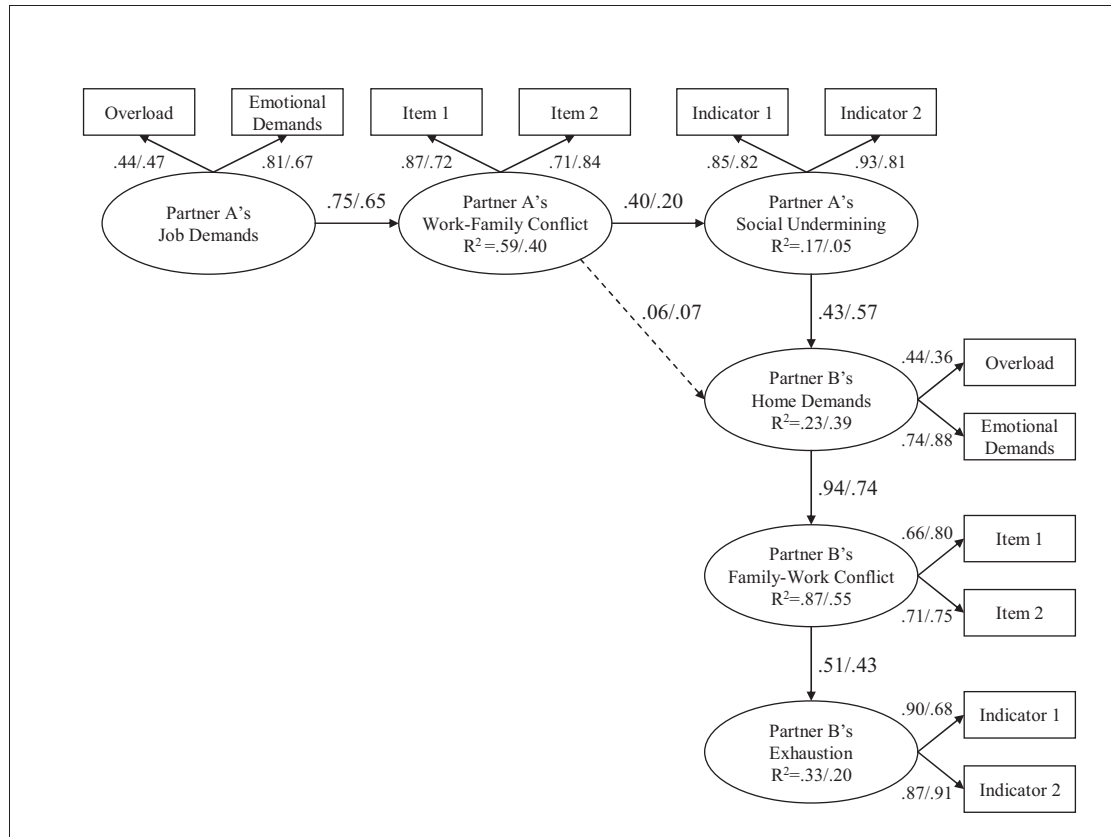 Overload
Emotional
Demands
Item 1
Item 2
Indicator 1
Indicator 2
.44/.47
.81/.67
.87/.72
.71/.84
.85/.82
.93/.81
Partner A's
Job Demands
.75/.65
Partner A's
Work-Family Conflict
R² =.59/.40
.40/.20
Partner A's
Social Undermining
R²=.17/.05
.06/.07
.43/.57
Partner B's
Home Demands
R²=.23/.39
.44/.36
Overload
.74/.88
Emotional
Demands
.94/.74
Partner B's
Family-Work Conflict
R²=.87/.55
.66/.80
Item 1
.71/.75
Item 2
.51/.43
Partner B's
Exhaustion
R²=.33/.20
.90/.68
Indicator 1
.87/.91
Indicator 2